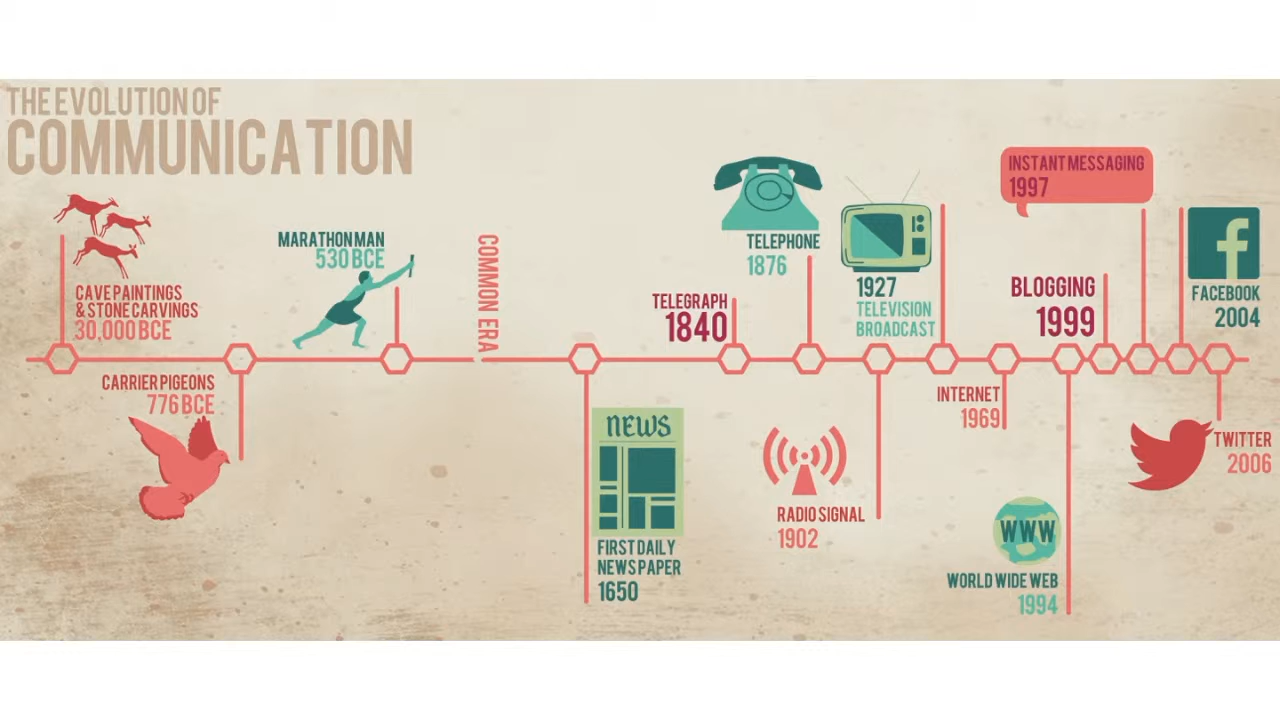 THE EVOLUTION OF
COMMUNICATION
CAVE PAINTINGS
& STONE CARVINGS
30,000 BCE
CARRIER PIGEONS
776 BCE
MARATHON MAN
530 BCE
COMMON ERA
NEWS
FIRST DAILY
NEWS PAPER
1650
TELEGRAPH
1840
TELEPHONE
1876
RADIO SIGNAL
1902
1927
TELEVISION
BROADCAST
INTERNET
1969
WWW
WORLD WIDE WEB
1994
BLOGGING
1999
INSTANT MESSAGING
1997
f
FACEBOOK
2004
TWITTER
2006